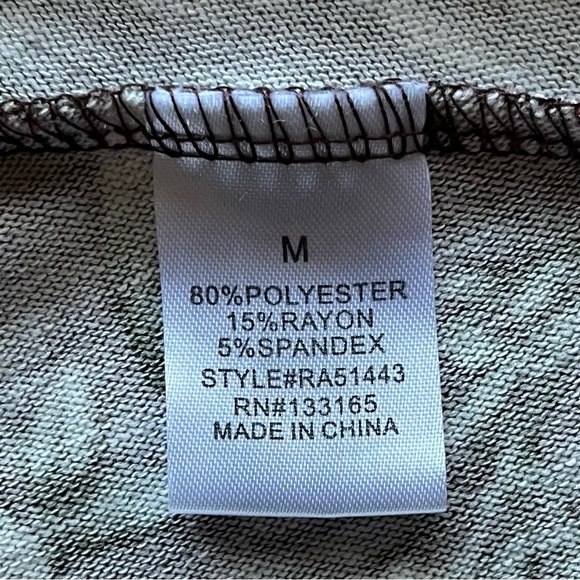 M
80%POLYESTER
15%RAYON
5%SPANDEX
STYLE#RA51443
RN#133165
MADE IN CHINA